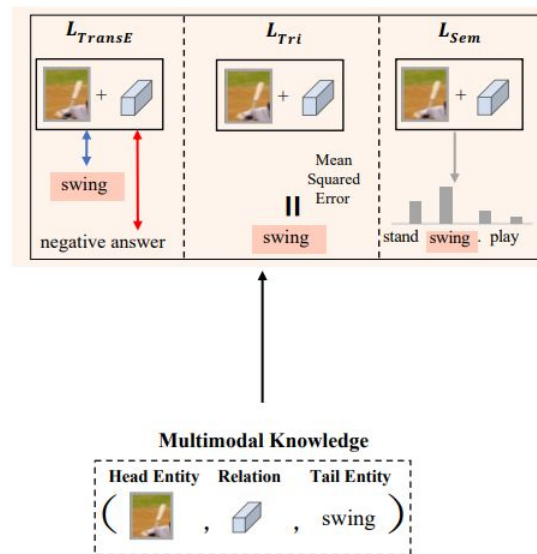 L_TransE
L_Tri
L_Sem
+
+
+
swing
negative answer
Mean
Squared
Error
=
swing
stand swing . play
Multimodal Knowledge
Head Entity Relation Tail Entity
( , , swing )